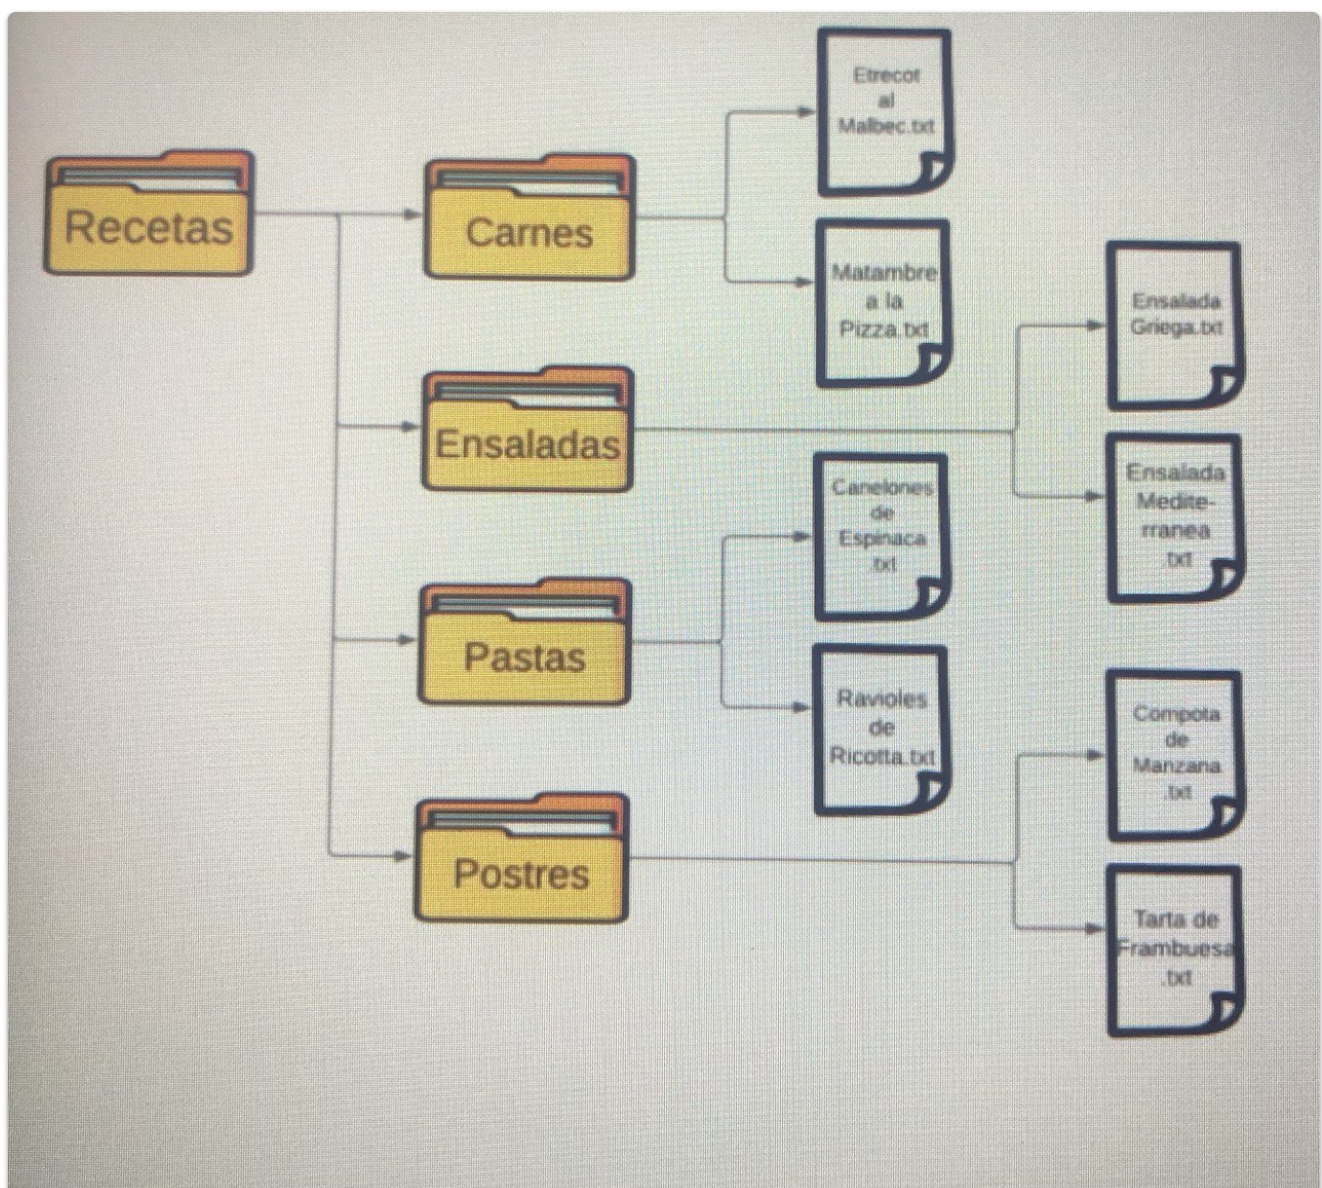 Recetas
Carnes
Etrecot
al
Malbec.txt
Matambre
a la
Pizza.txt
Ensaladas
Ensalada
Griega.txt
Ensalada
Medite-
rranea
.txt
Pastas
Canelones
de
Espinaca
.txt
Ravioles
de
Ricotta.txt
Postres
Compota
de
Manzana
.txt
Tarta de
Frambuesa
.txt